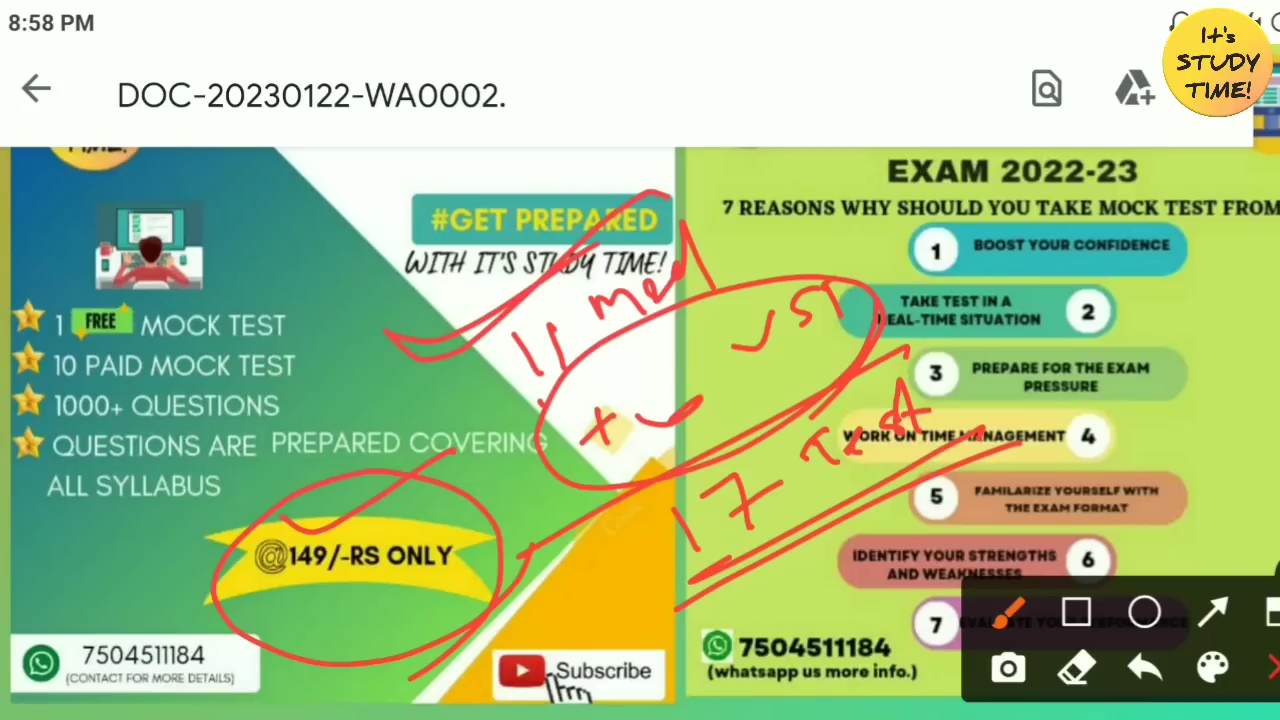 8:58 PM
It's
STUDY
TIME!
DOC-20230122-WA0002.
TIME!
#GET PREPARED
WITH IT'S STUDY TIME!
1 FREE MOCK TEST
10 PAID MOCK TEST
1000+ QUESTIONS
QUESTIONS ARE PREPARED COVERING
ALL SYLLABUS
@149/-RS ONLY
7504511184
(CONTACT FOR MORE DETAILS)
Subscribe
EXAM 2022-23
7 REASONS WHY SHOULD YOU TAKE MOCK TEST FROM
1 BOOST YOUR CONFIDENCE
TAKE TEST IN A
REAL-TIME SITUATION 2
3 PREPARE FOR THE EXAM
PRESSURE
WORK ON TIME MANAGEMENT 4
5 FAMILARIZE YOURSELF WITH
THE EXAM FORMAT
IDENTIFY YOUR STRENGTHS
AND WEAKNESSES 6
7
7504511184
(whatsapp us more info.)
11
17 Test